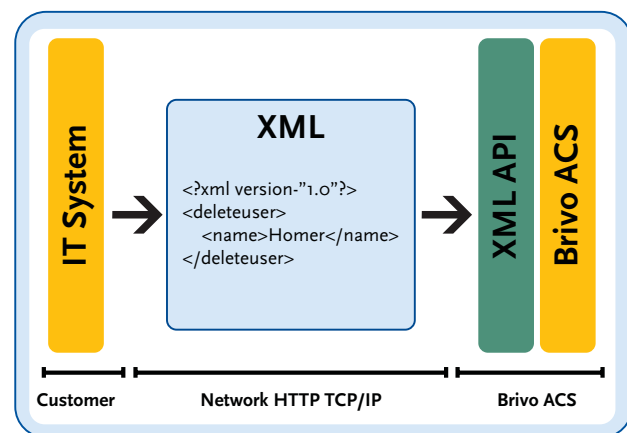 IT System
XML
<?xml version-”1.0”?>
<deleteuser>
<name>Homer</name>
</deleteuser>
XML API
Brivo ACS
Customer
Network HTTP TCP/IP
Brivo ACS